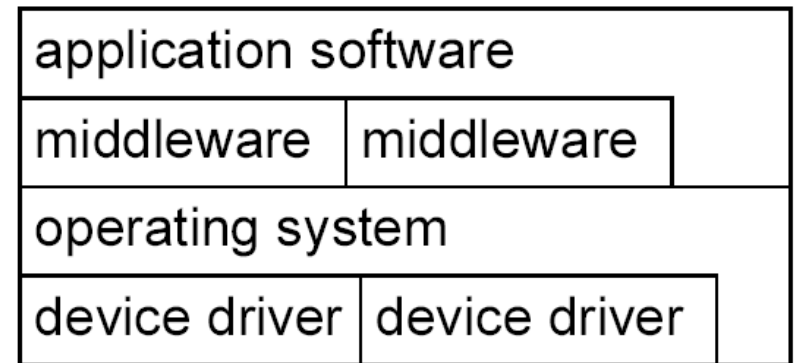 application software
middleware middleware
operating system
device driver device driver